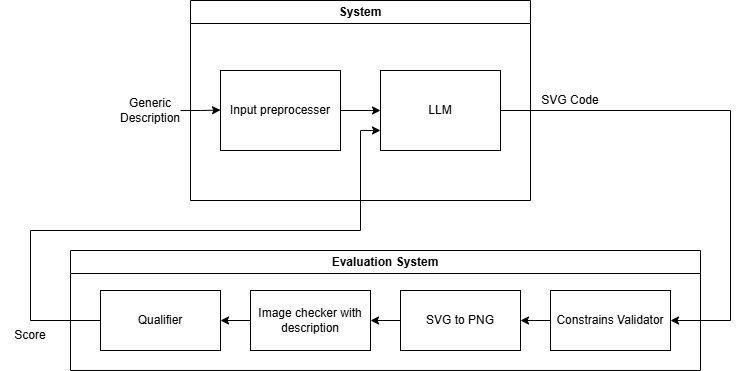 System
Generic
Description
Input preprocesser
LLM
SVG Code
Evaluation System
Qualifier
Image checker with
description
SVG to PNG
Constrains Validator
Score